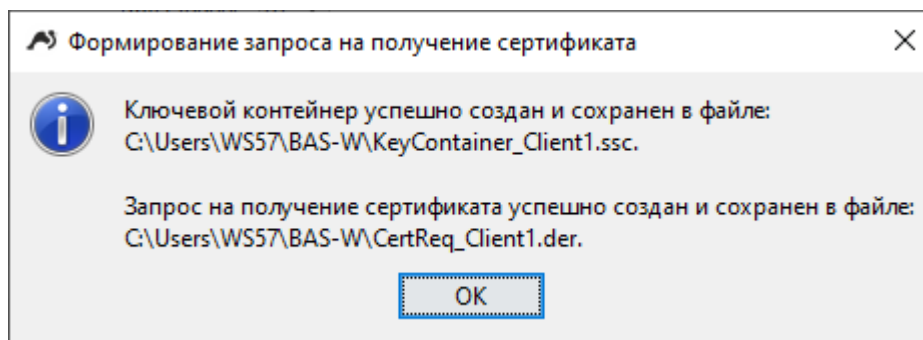 Формирование запроса на получение сертификата
Ключевой контейнер успешно создан и сохранен в файле:
C:\Users\WS57\BAS-W\KeyContainer_Client1.ssc.
Запрос на получение сертификата успешно создан и сохранен в файле:
C:\Users\WS57\BAS-W\CertReq_Client1.der.
OK